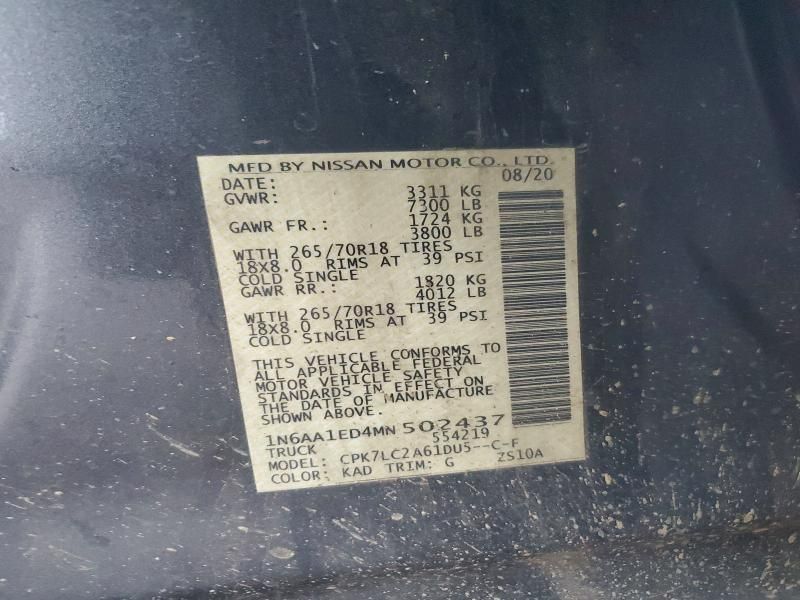 MFD BY NISSAN MOTOR CO., LTD.
DATE: 08/20
GVWR: 3311 KG
7300 LB
GAWR FR.: 1724 KG
3800 LB
WITH 265/70R18 TIRES
18X8.0 RIMS AT 39 PSI
COLD SINGLE
GAWR RR.: 1820 KG
4012 LB
WITH 265/70R18 TIRES
18X8.0 RIMS AT 39 PSI
COLD SINGLE
THIS VEHICLE CONFORMS TO
ALL APPLICABLE FEDERAL
MOTOR VEHICLE SAFETY
STANDARDS IN EFFECT ON
THE DATE OF MANUFACTURE
SHOWN ABOVE.
1N6AA1ED4MN 502437
TRUCK 554219
MODEL: CPK7LC2A61DU5--C-F
COLOR: KAD TRIM: G ZS10A